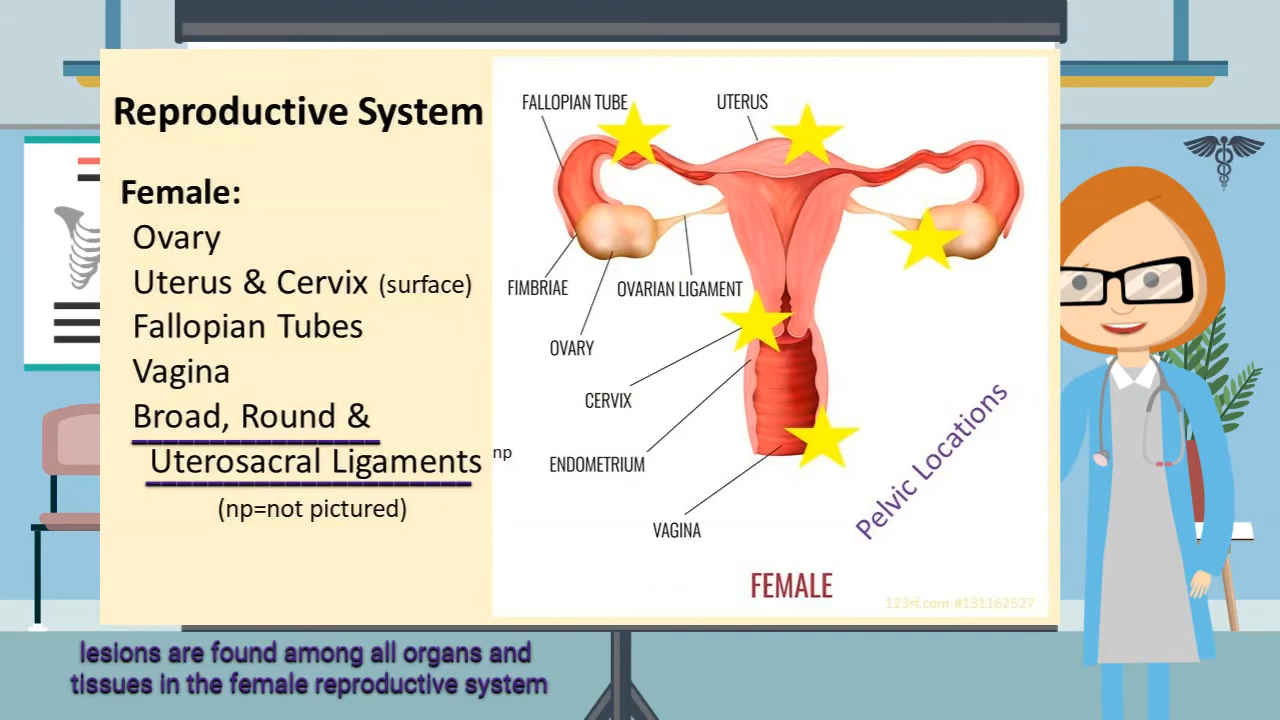 Reproductive System
Female:
Ovary
Uterus & Cervix (surface)
Fallopian Tubes
Vagina
Broad, Round &
Uterosacral Ligaments np
(np=not pictured)
FALLOPIAN TUBE
UTERUS
FIMBRIAE
OVARIAN LIGAMENT
OVARY
CERVIX
ENDOMETRIUM
VAGINA
Pelvic Locations
FEMALE
123rf.com #131162527
lesions are found among all organs and
tissues in the female reproductive system